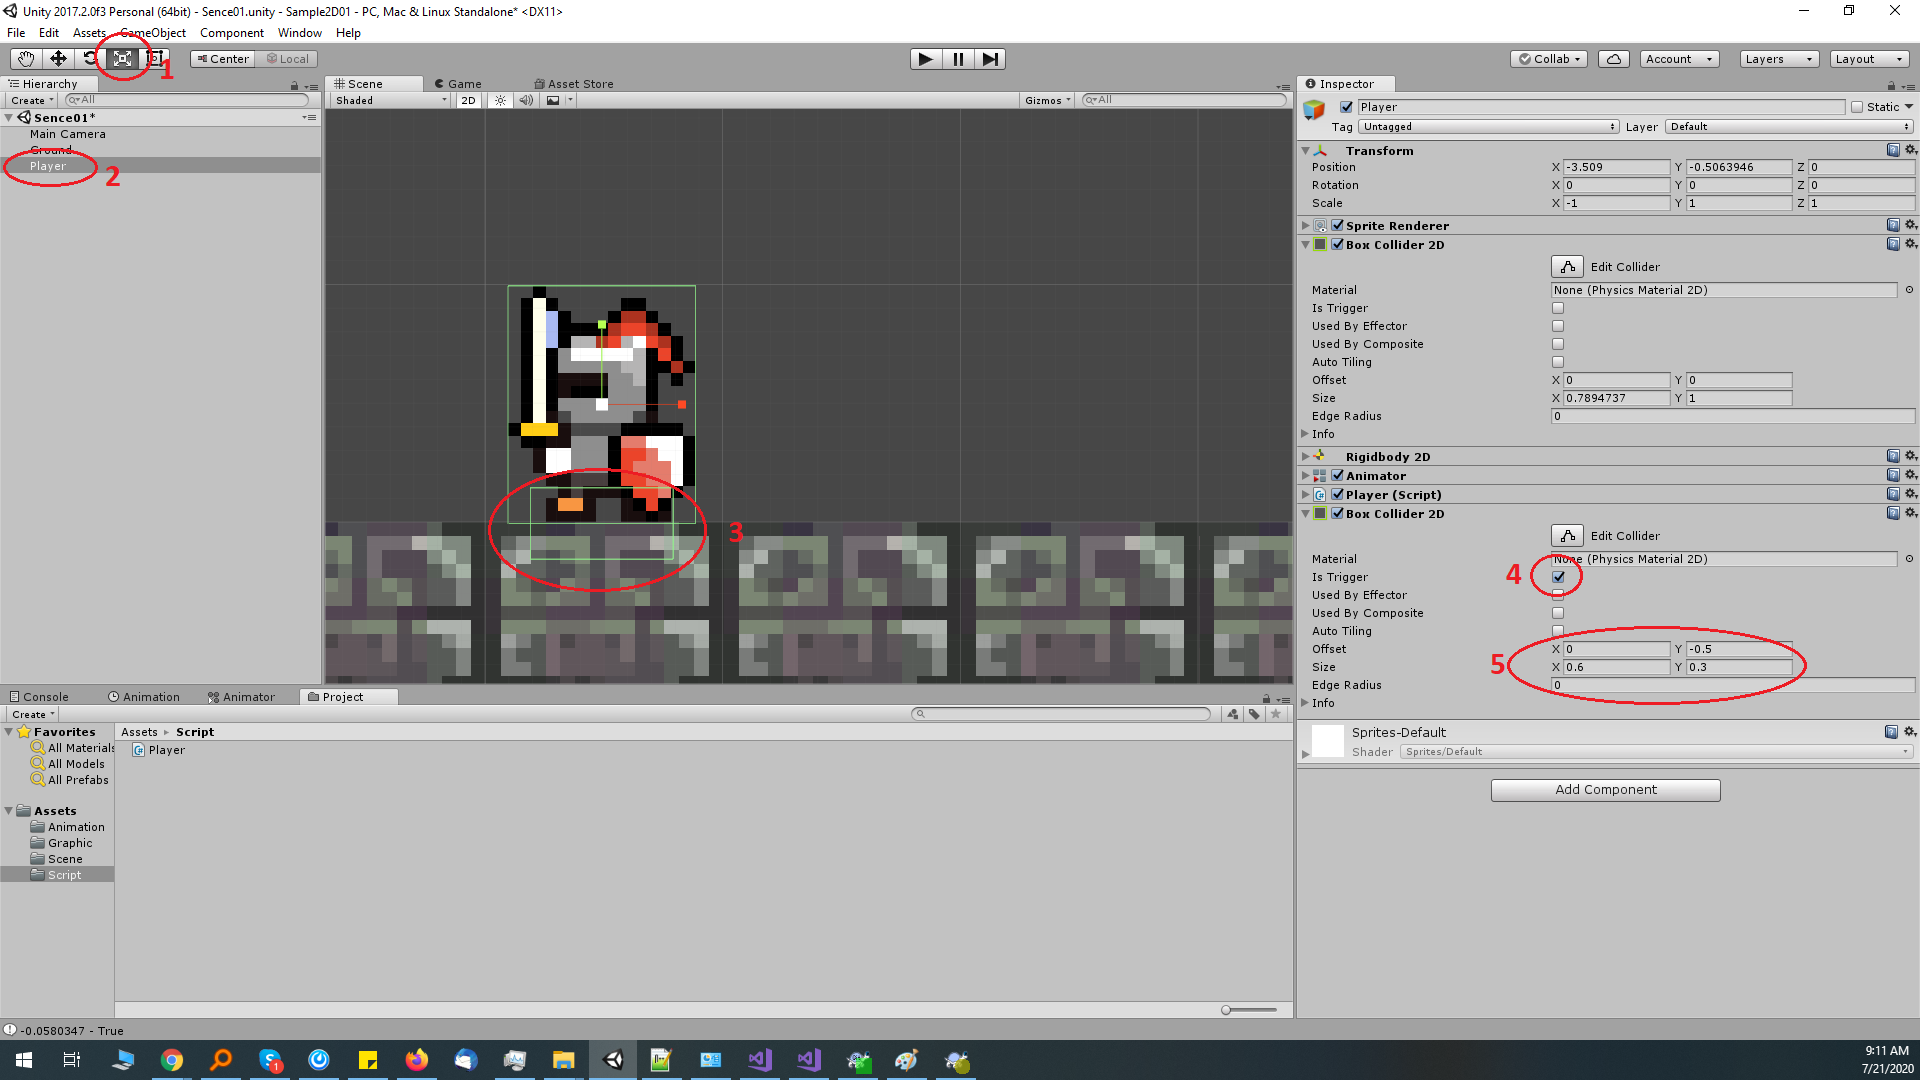 Unity 2017.2.0f3 Personal (64bit) - Sence01.unity - Sample2D01 - PC, Mac & Linux Standalone* <DX11>
File Edit Assets GameObject Component Window Help
1
Center Local
Collab Account Layers Layout
Hierarchy
Create All
Sence01*
Main Camera
Ground
Player
2
Scene Game Asset Store
Shaded 2D Gizmos All
3
Inspector
Player Static
Tag Untagged Layer Default
Transform
Position X -3.509 Y -0.5063946 Z 0
Rotation X 0 Y 0 Z 0
Scale X -1 Y 1 Z 1
Sprite Renderer
Box Collider 2D
Edit Collider
Material None (Physics Material 2D)
Is Trigger
Used By Effector
Used By Composite
Auto Tiling
Offset X 0 Y 0
Size X 0.7894737 Y 1
Edge Radius 0
Info
Rigidbody 2D
Animator
Player (Script)
Box Collider 2D
Edit Collider
Material None (Physics Material 2D)
Is Trigger
4
Used By Effector
Used By Composite
Auto Tiling
Offset X 0 Y -0.5
5
Size X 0.6 Y 0.3
Edge Radius 0
Info
Sprites-Default
Shader Sprites/Default
Add Component
Console Animation Animator Project
Create
Favorites
All Materials
All Models
All Prefabs
Assets
Animation
Graphic
Scene
Script
Assets Script
Player
-0.0580347 - True
1
9:11 AM
7/21/2020